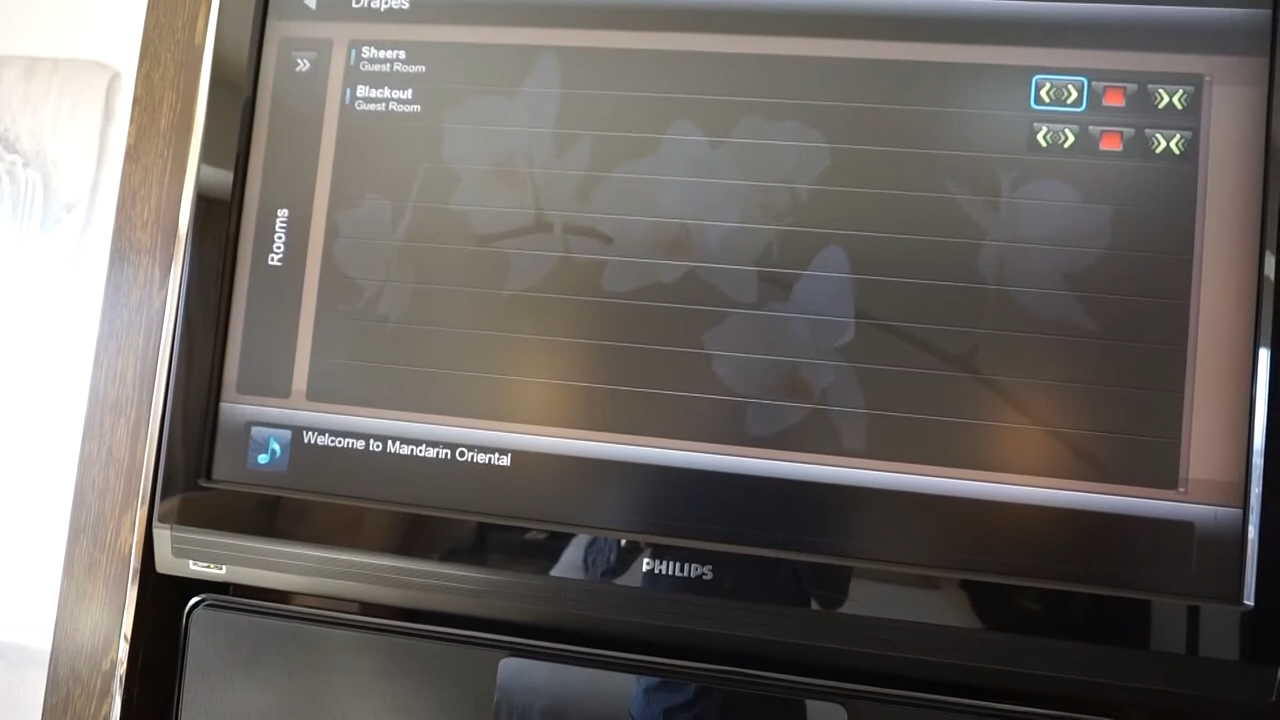 Drapes
Sheers
Guest Room
Blackout
Guest Room
Rooms
Welcome to Mandarin Oriental
PHILIPS